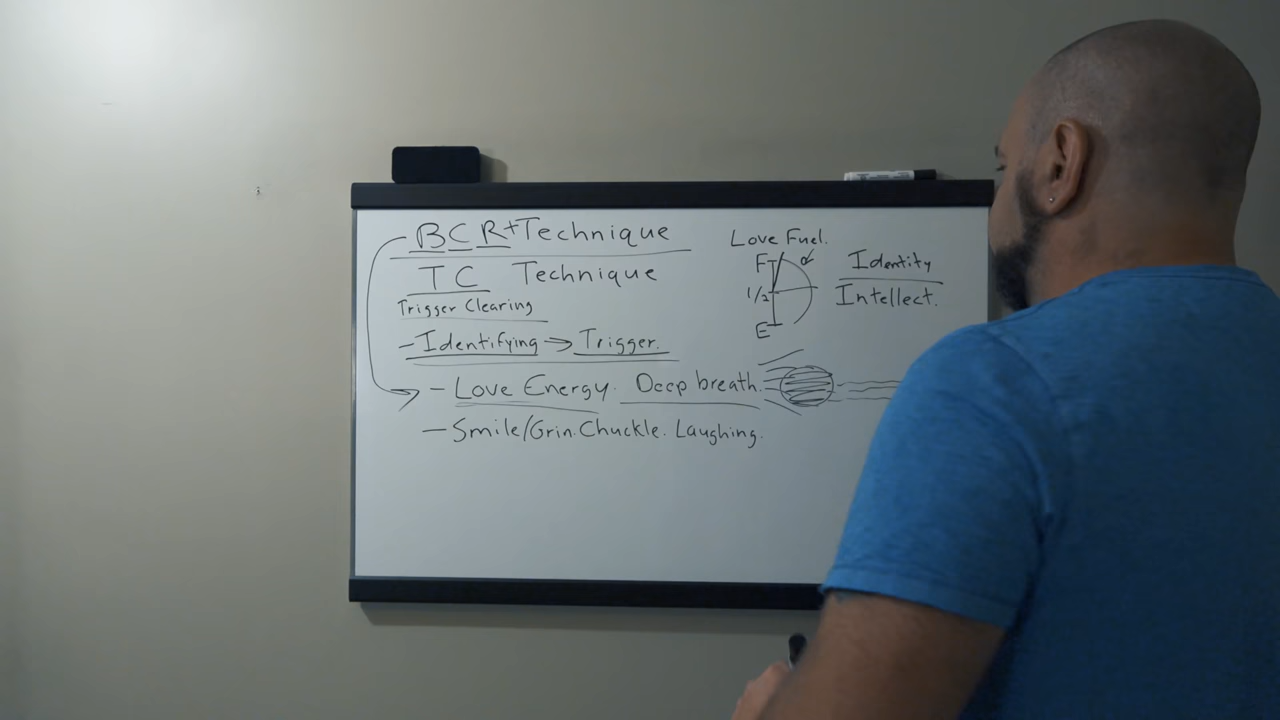 BCR+Technique
TC Technique
Trigger Clearing
- Identifying → Trigger.
- Love Energy. Deep breath.
- Smile/Grin.Chuckle. Laughing.
Love Fuel.
F
1/2
E
Identity
Intellect.